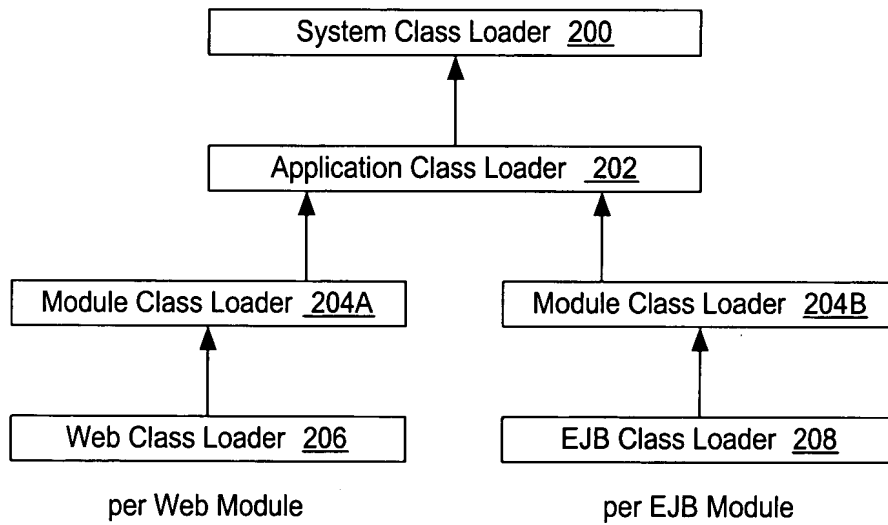 System Class Loader 200
Application Class Loader 202
Module Class Loader 204A
Module Class Loader 204B
Web Class Loader 206
EJB Class Loader 208
per Web Module
per EJB Module